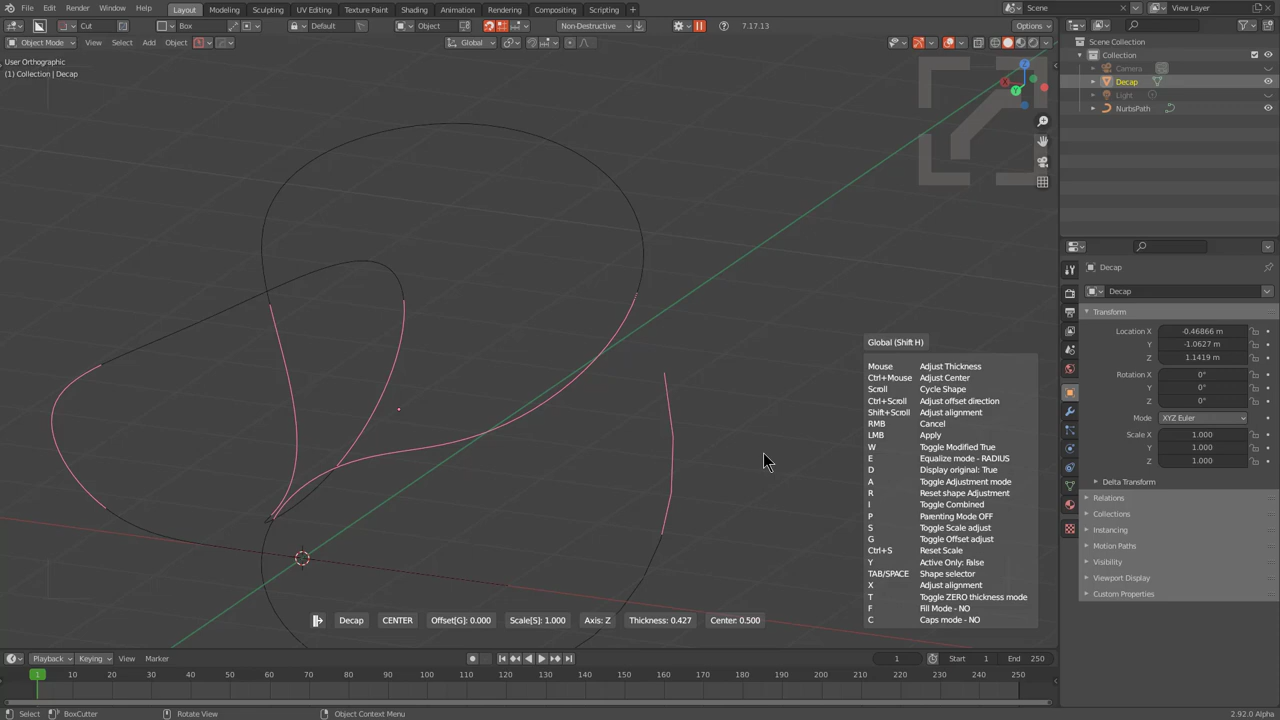 File Edit Render Window Help Layout Modeling Sculpting UV Editing Texture Paint Shading Animation Rendering Compositing Scripting + Scene View Layer
Cut Box Default Object Non-Destructive 7.17.13 Options
Object Mode View Select Add Object Global
User Orthographic
(1) Collection | Decap
Scene Collection
Collection
Camera
Decap
Light
NurbsPath
X
Y
Z
Decap
Decap
Transform
Location X -0.46866 m
Y -1.0627 m
Z 1.1419 m
Rotation X 0°
Y 0°
Z 0°
Mode XYZ Euler
Scale X 1.000
Y 1.000
Z 1.000
Delta Transform
Relations
Collections
Instancing
Motion Paths
Visibility
Viewport Display
Custom Properties
Global (Shift H)
Mouse Adjust Thickness
Ctrl+Mouse Adjust Center
Scroll Cycle Shape
Ctrl+Scroll Adjust offset direction
Shift+Scroll Adjust alignment
RMB Cancel
LMB Apply
W Toggle Modified True
E Equalize mode - RADIUS
D Display original: True
A Toggle Adjustment mode
R Reset shape Adjustment
I Toggle Combined
P Parenting Mode OFF
S Toggle Scale adjust
G Toggle Offset adjust
Ctrl+S Reset Scale
Y Active Only: False
TAB/SPACE Shape selector
X Adjust alignment
T Toggle ZERO thickness mode
F Fill Mode - NO
C Caps mode - NO
Decap CENTER Offset[G]: 0.000 Scale[S]: 1.000 Axis: Z Thickness: 0.427 Center: 0.500
Playback Keying View Marker 1 Start 1 End 250
1 10 20 30 40 50 60 70 80 90 100 110 120 130 140 150 160 170 180 190 200 210 220 230 240 250
Select BoxCutter Rotate View Object Context Menu 2.92.0 Alpha